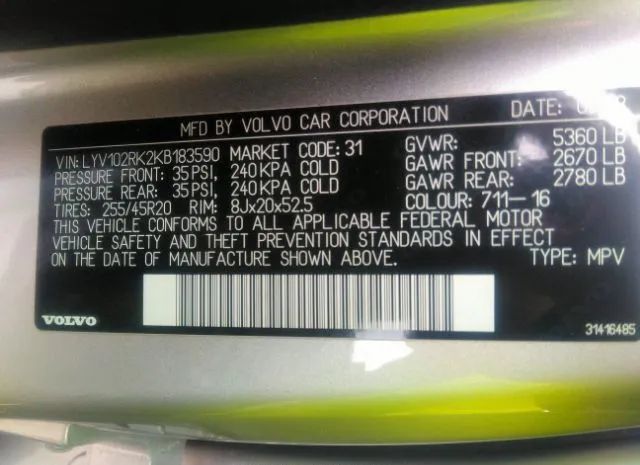 MFD BY VOLVO CAR CORPORATION DATE:
VIN: LYV102RK2KB183590 MARKET CODE: 31 GVWR: 5360 LB
PRESSURE FRONT: 35 PSI, 240 KPA COLD GAWR FRONT: 2670 LB
PRESSURE REAR: 35 PSI, 240 KPA COLD GAWR REAR: 2780 LB
TIRES: 255/45R20 RIM: 8Jx20x52.5 COLOUR: 711-16
THIS VEHICLE CONFORMS TO ALL APPLICABLE FEDERAL MOTOR
VEHICLE SAFETY AND THEFT PREVENTION STANDARDS IN EFFECT
ON THE DATE OF MANUFACTURE SHOWN ABOVE. TYPE: MPV
VOLVO 31416485